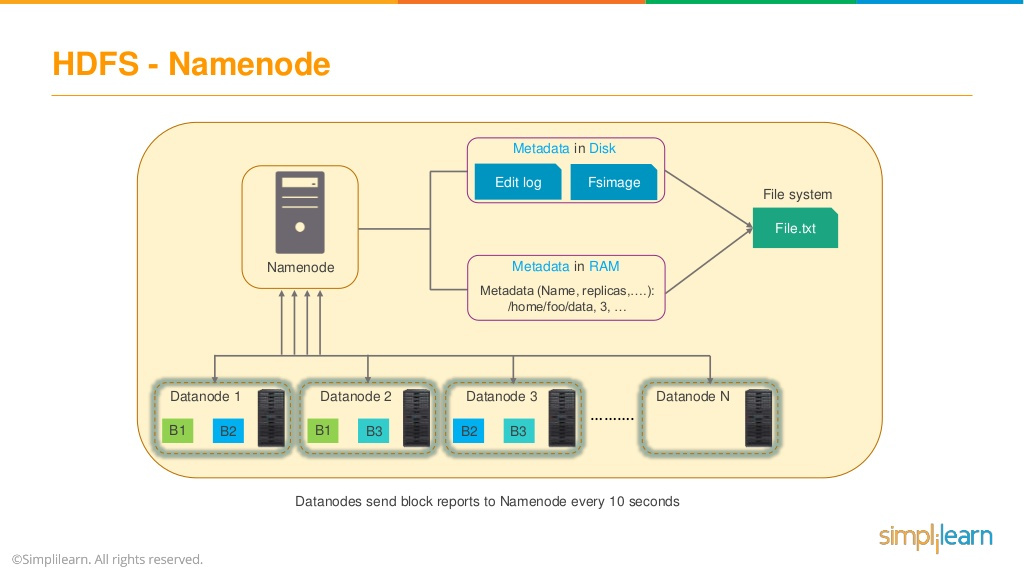 HDFS - Namenode
Metadata in Disk
Edit log
Fsimage
File system
File.txt
Namenode
Metadata in RAM
Metadata (Name, replicas,….):
/home/foo/data, 3, …
Datanode 1
B1
B2
Datanode 2
B1
B3
Datanode 3
B2
B3
..........
Datanode N
Datanodes send block reports to Namenode every 10 seconds
simplilearn
©Simplilearn. All rights reserved.